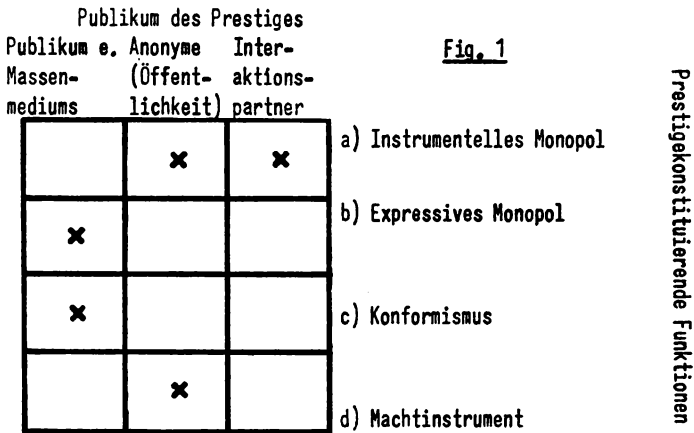 Publikum des Prestiges
Publikum e. Anonyme Inter-
Massen- (Öffent- aktions-
mediums lichkeit) partner
Fig. 1
x x a) Instrumentelles Monopol
x b) Expressives Monopol
x c) Konformismus
x d) Machtinstrument
Prestigekonstituierende Funktionen